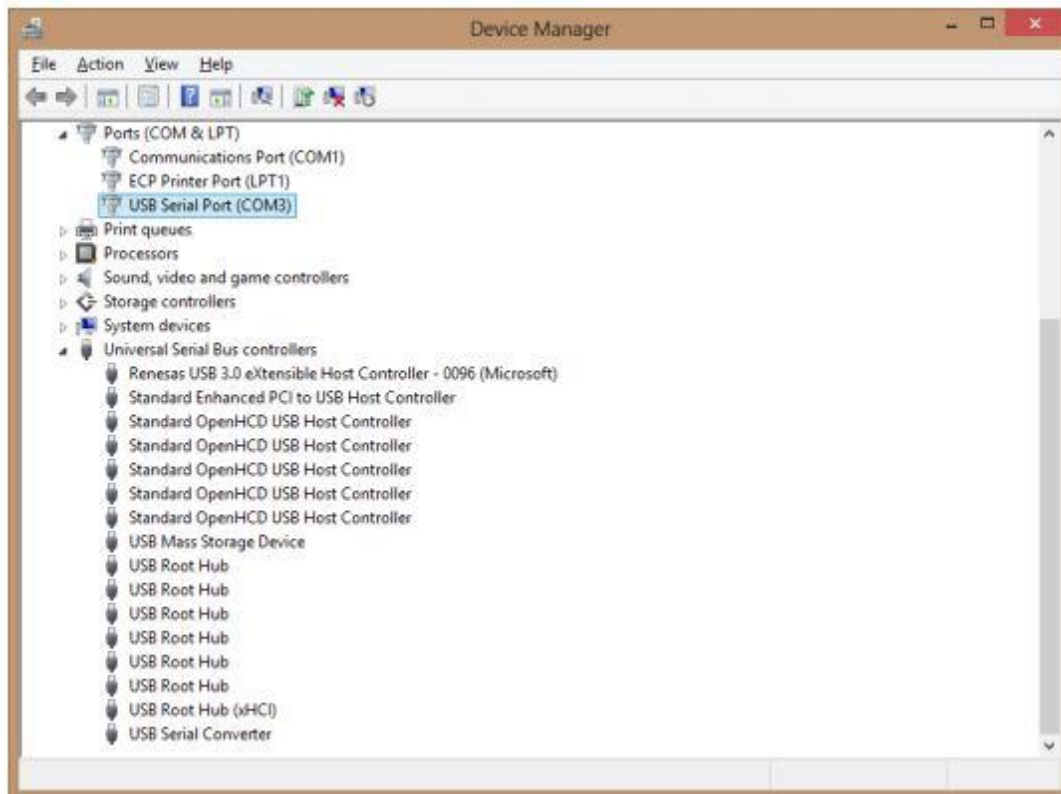 Device Manager
File Action View Help
Ports (COM & LPT)
Communications Port (COM1)
ECP Printer Port (LPT1)
USB Serial Port (COM3)
Print queues
Processors
Sound, video and game controllers
Storage controllers
System devices
Universal Serial Bus controllers
Renesas USB 3.0 eXtensible Host Controller - 0096 (Microsoft)
Standard Enhanced PCI to USB Host Controller
Standard OpenHCD USB Host Controller
Standard OpenHCD USB Host Controller
Standard OpenHCD USB Host Controller
Standard OpenHCD USB Host Controller
Standard OpenHCD USB Host Controller
USB Mass Storage Device
USB Root Hub
USB Root Hub
USB Root Hub
USB Root Hub
USB Root Hub
USB Root Hub
USB Root Hub (xHCI)
USB Serial Converter